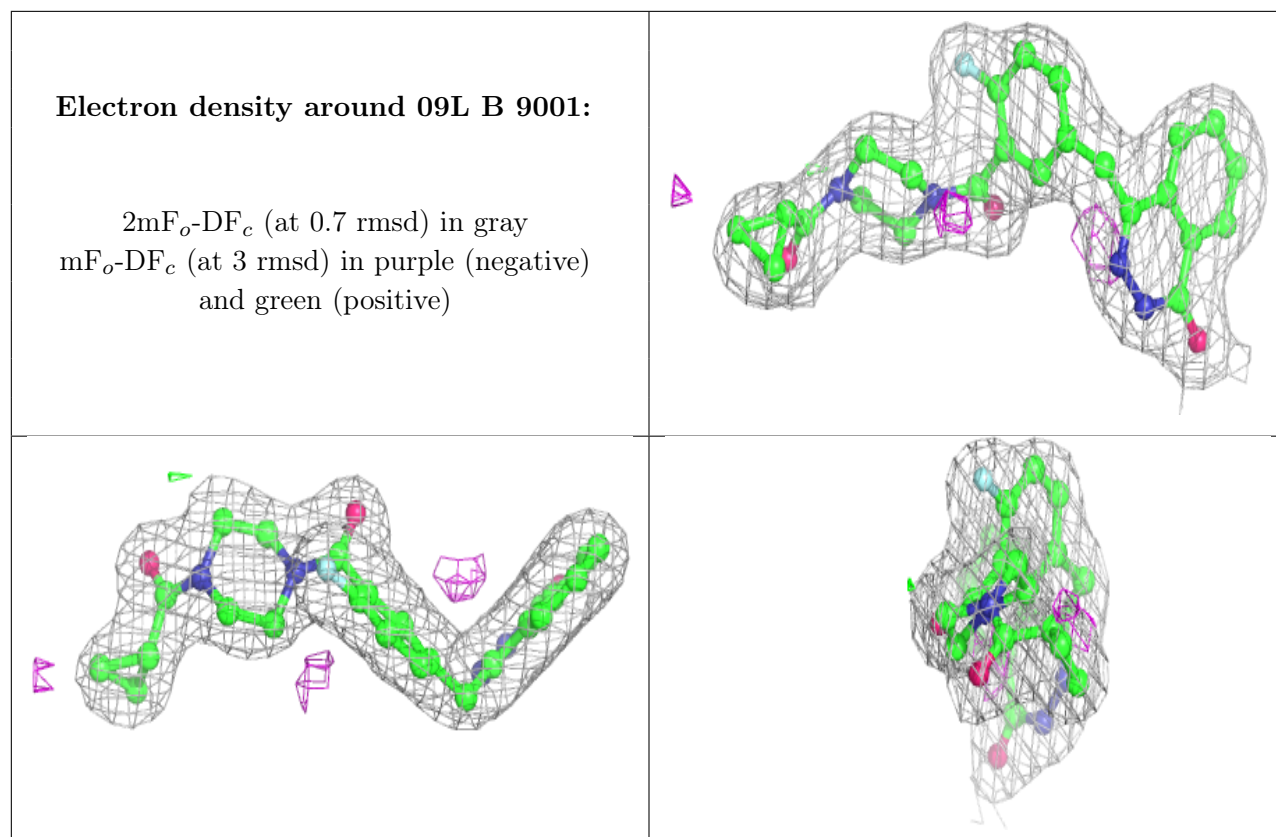 Electron density around 09L B 9001:
2mFₒ-DF𝒸 (at 0.7 rmsd) in gray
mFₒ-DF𝒸 (at 3 rmsd) in purple (negative)
and green (positive)